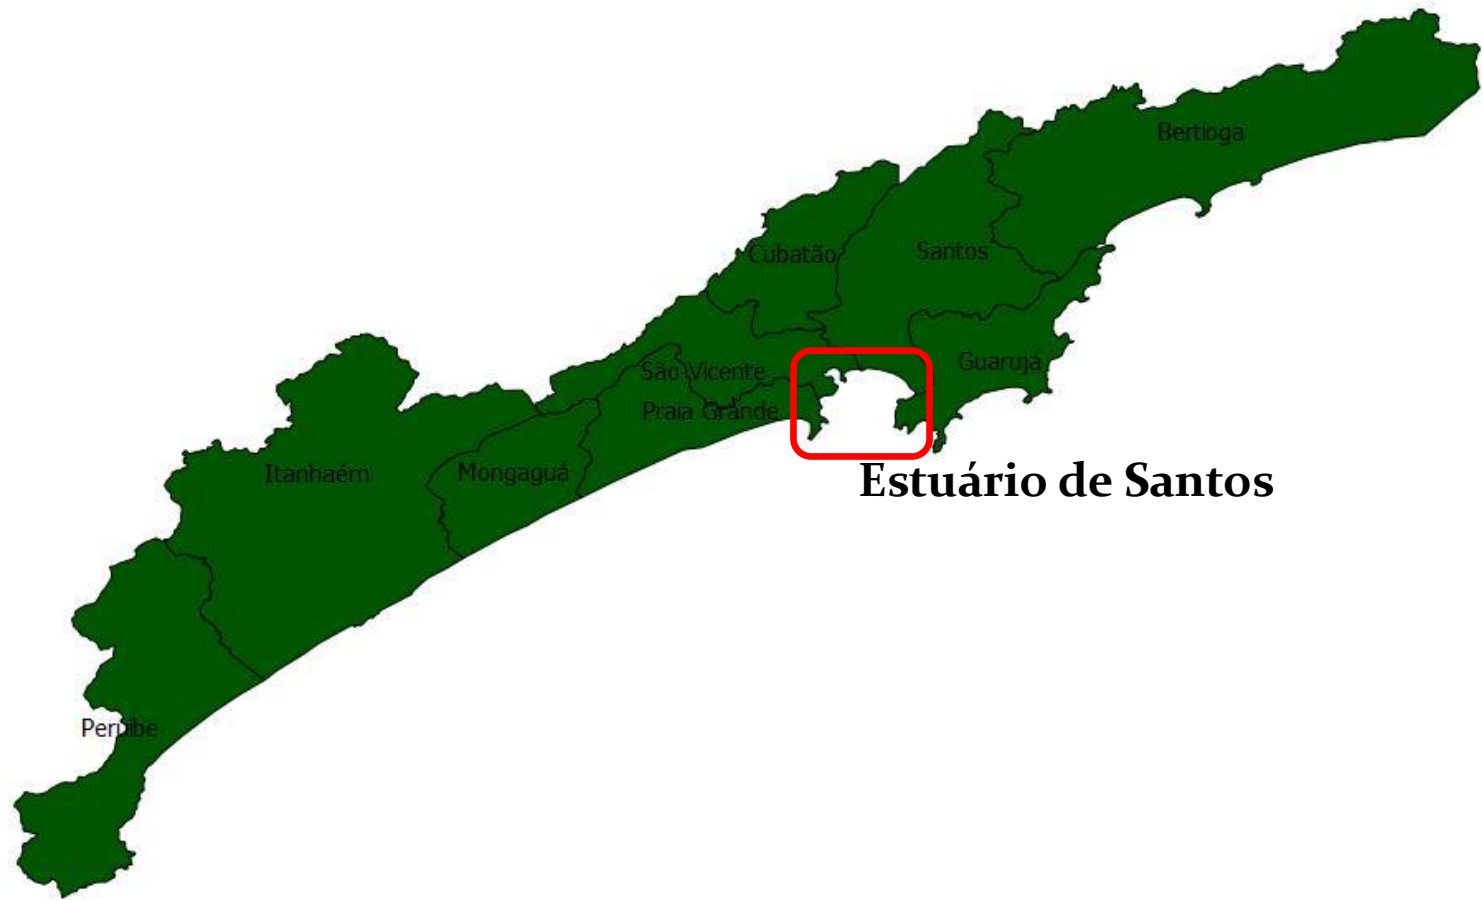 Bertioga
Cubatão
Santos
Guarujá
São Vicente
Praia Grande
Itanhaém
Mongaguá
Estuário de Santos
Peruíbe